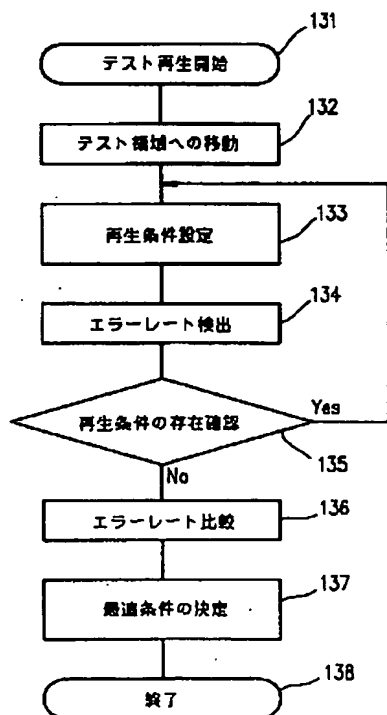 131
テスト再生開始
132
テスト領域への移動
133
再生条件設定
134
エラーレート検出
再生条件の存在確認
Yes
135
No
136
エラーレート比較
137
最適条件の決定
138
終了